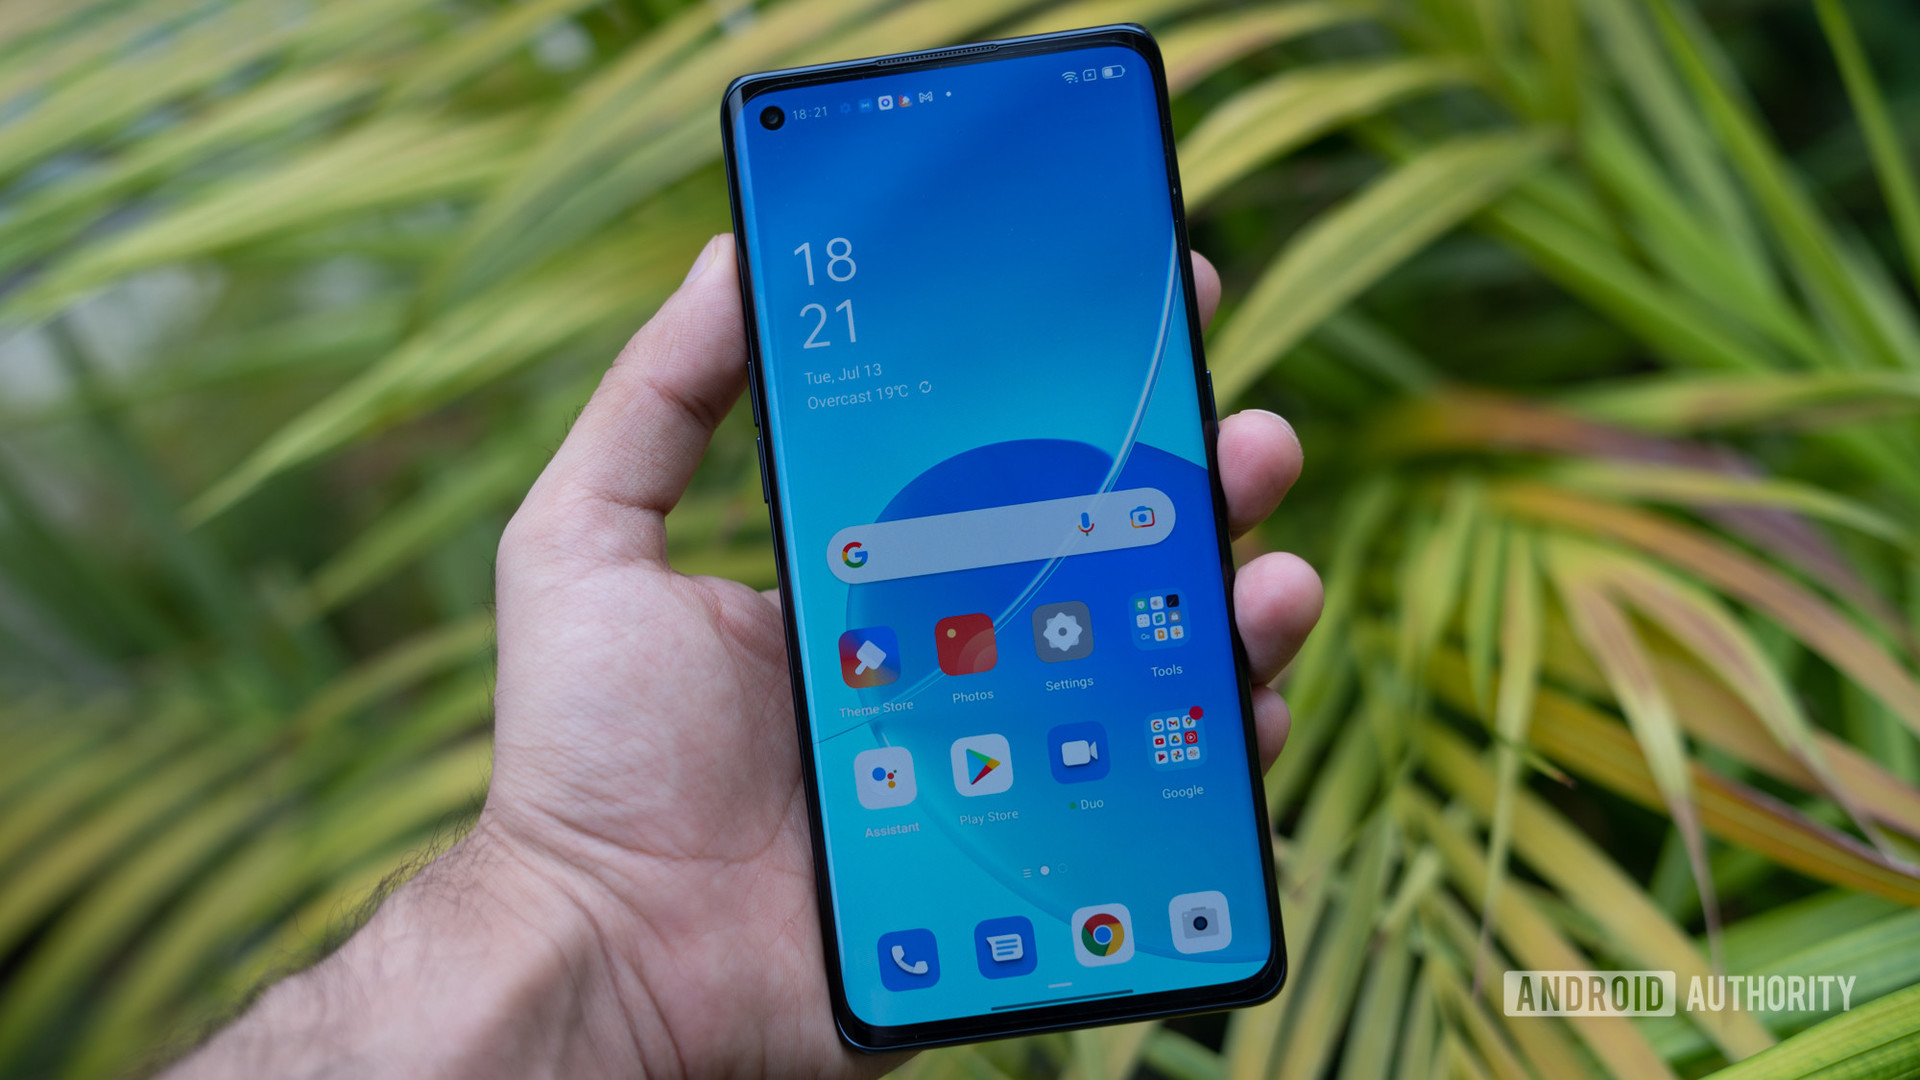 18:21
18
21
Tue, Jul 13
Overcast 19℃
Theme Store
Photos
Settings
Tools
Assistant
Play Store
Duo
Google
ANDROID AUTHORITY